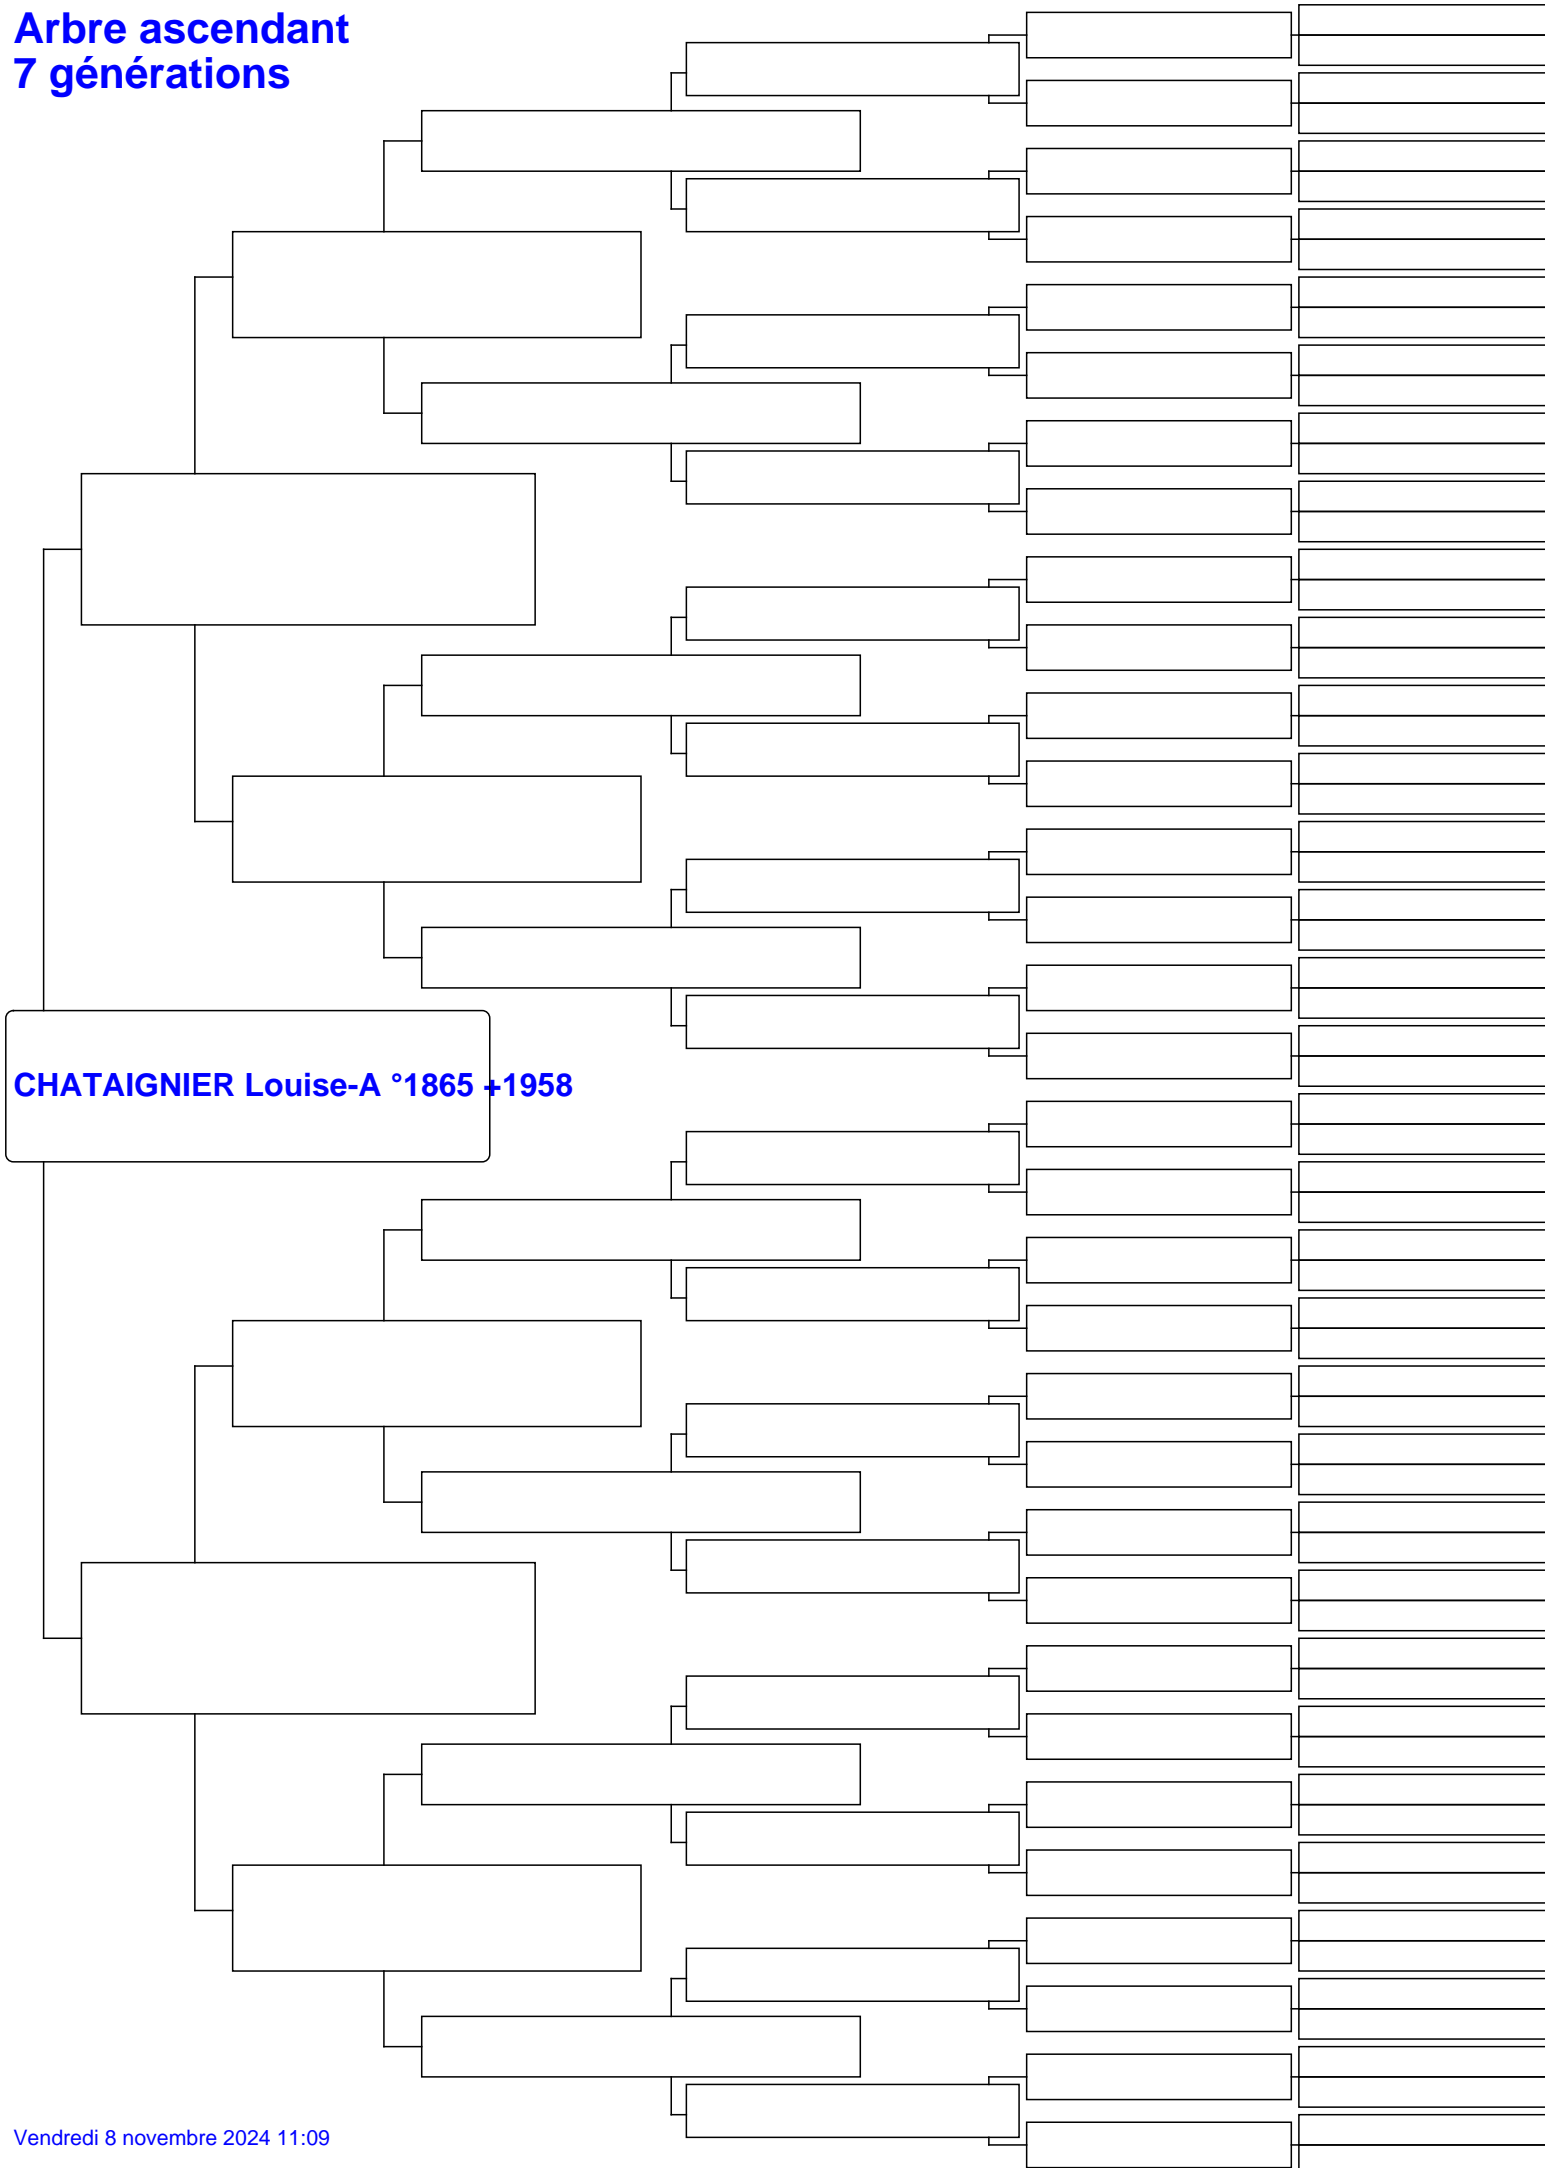 Arbre ascendant
7 générations
CHATAIGNIER Louise-A °1865 +1958
Vendredi 8 novembre 2024 11:09